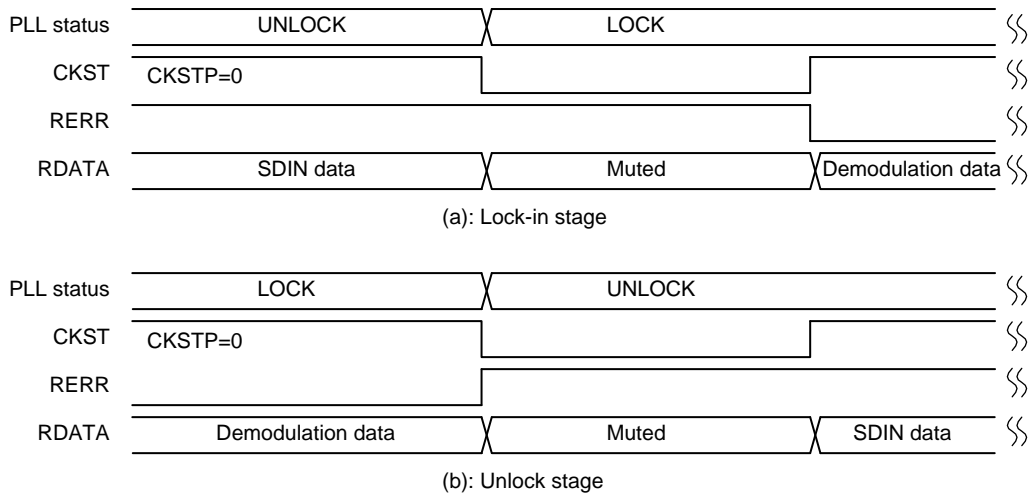 PLL status UNLOCK LOCK
CKST CKSTP=0
RERR
RDATA SDIN data Muted Demodulation data
(a): Lock-in stage
PLL status LOCK UNLOCK
CKST CKSTP=0
RERR
RDATA Demodulation data Muted SDIN data
(b): Unlock stage